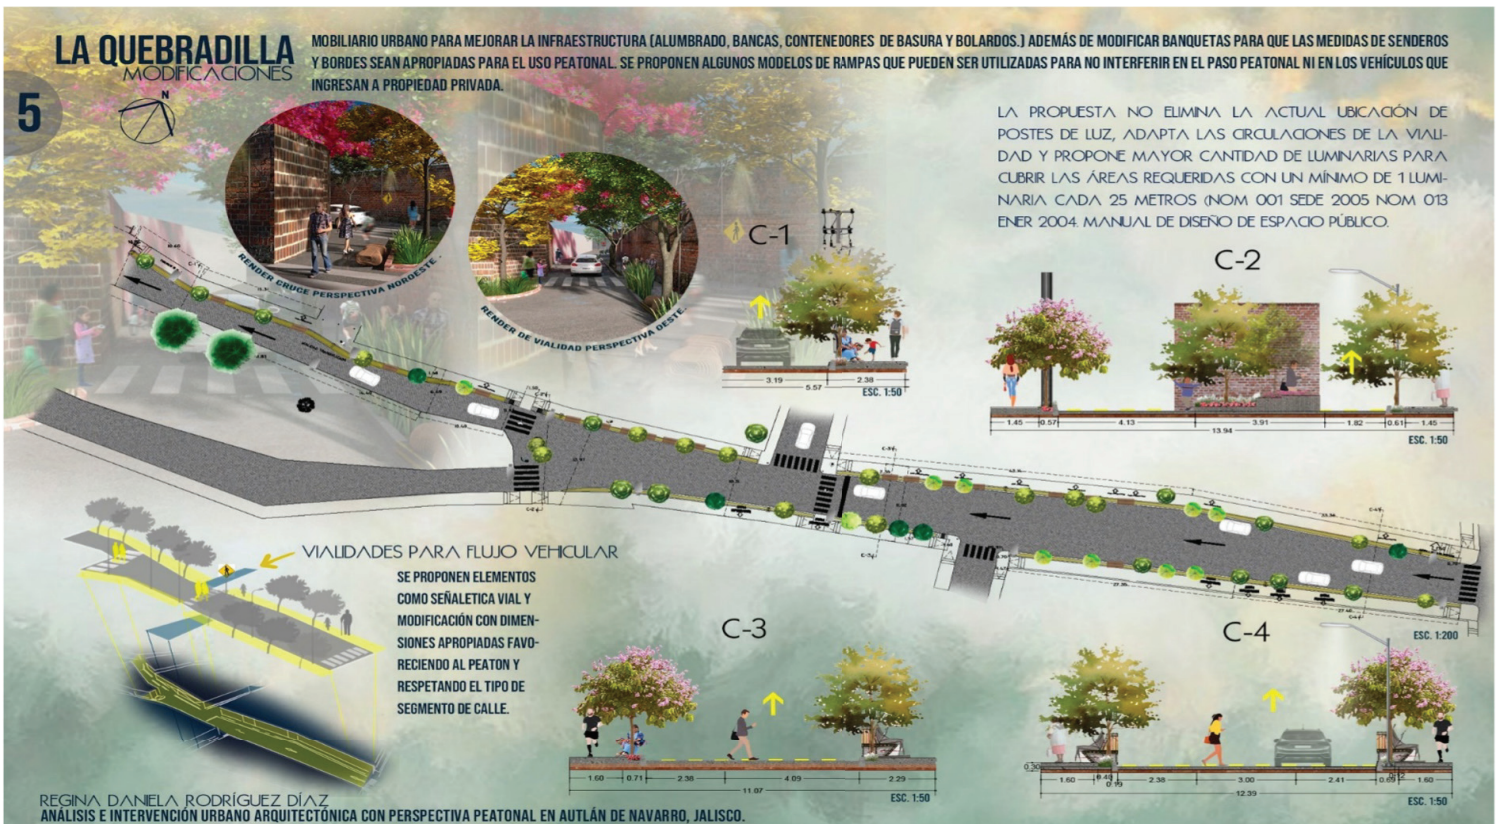 LA QUEBRADILLA
MODIFICACIONES
5
N
MOBILIARIO URBANO PARA MEJORAR LA INFRAESTRUCTURA (ALUMBRADO, BANCAS, CONTENEDORES DE BASURA Y BOLARDOS.) ADEMÁS DE MODIFICAR BANQUETAS PARA QUE LAS MEDIDAS DE SENDEROS
Y BORDES SEAN APROPIADAS PARA EL USO PEATONAL. SE PROPONEN ALGUNOS MODELOS DE RAMPAS QUE PUEDEN SER UTILIZADAS PARA NO INTERFERIR EN EL PASO PEATONAL NI EN LOS VEHÍCULOS QUE
INGRESAN A PROPIEDAD PRIVADA.
LA PROPUESTA NO ELIMINA LA ACTUAL UBICACIÓN DE
POSTES DE LUZ, ADAPTA LAS CIRCULACIONES DE LA VIALI-
DAD Y PROPONE MAYOR CANTIDAD DE LUMINARIAS PARA
CUBRIR LAS ÁREAS REQUERIDAS CON UN MÍNIMO DE 1 LUMI-
NARIA CADA 25 METROS (NOM 001 SEDE 2005 NOM 013
ENER 2004. MANUAL DE DISEÑO DE ESPACIO PÚBLICO.
RENDER CRUCE PERSPECTIVA NOROESTE.
RENDER DE VIALIDAD PERSPECTIVA OESTE.
C-1
3.19
2.38
5.57
ESC. 1:50
C-2
1.45
0.57
4.13
3.91
1.82
0.61
1.45
13.94
ESC. 1:50
ESC. 1:200
VIALIDADES PARA FLUJO VEHICULAR
SE PROPONEN ELEMENTOS
COMO SEÑALETICA VIAL Y
MODIFICACIÓN CON DIMEN-
SIONES APROPIADAS FAVO-
RECIENDO AL PEATON Y
RESPETANDO EL TIPO DE
SEGMENTO DE CALLE.
C-3
1.60
0.71
2.38
4.09
2.29
11.07
ESC. 1:50
C-4
1.60
2.38
3.00
2.41
1.60
12.39
ESC. 1:50
REGINA DANIELA RODRÍGUEZ DÍAZ
ANÁLISIS E INTERVENCIÓN URBANO ARQUITECTÓNICA CON PERSPECTIVA PEATONAL EN AUTLÁN DE NAVARRO, JALISCO.